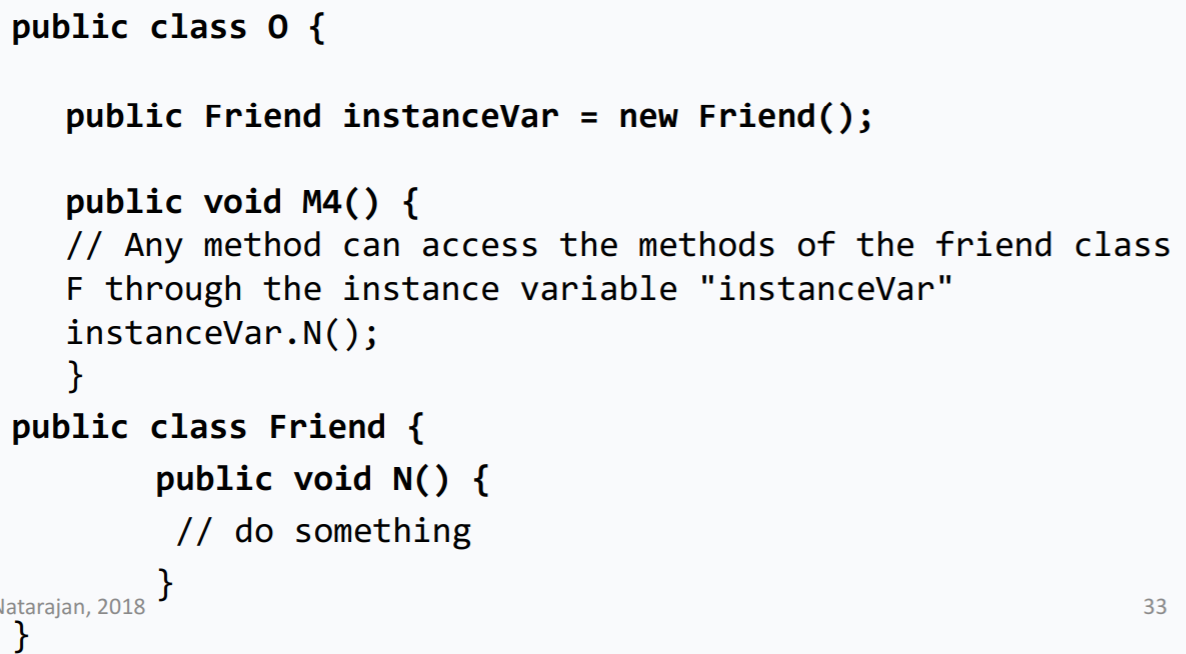 public class O {
public Friend instanceVar = new Friend();
public void M4() {
// Any method can access the methods of the friend class
F through the instance variable "instanceVar"
instanceVar.N();
}
public class Friend {
public void N() {
// do something
}
Natarajan, 2018
33
}